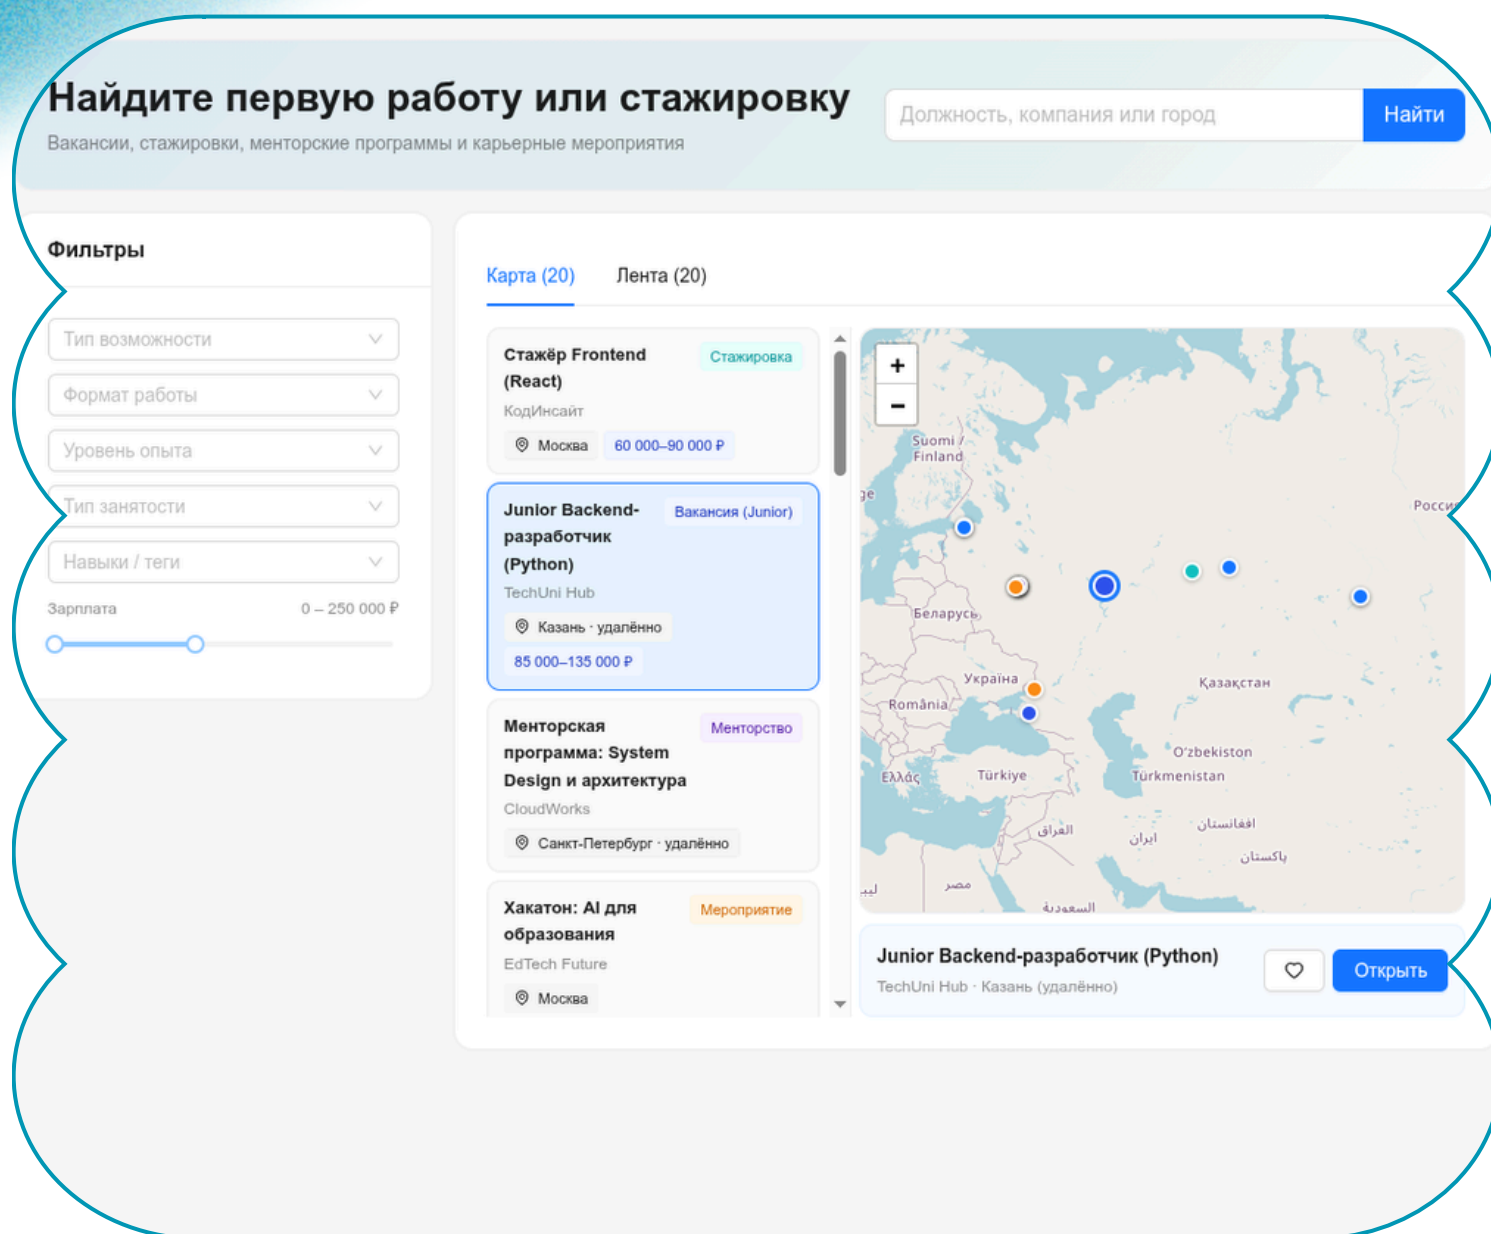 Найдите первую работу или стажировку
Вакансии, стажировки, менторские программы и карьерные мероприятия
Должность, компания или город
Найти
Фильтры
Тип возможности
Формат работы
Уровень опыта
Тип занятости
Навыки / теги
Зарплата
0 – 250 000 ₽
Карта (20)
Лента (20)
Стажёр Frontend
(React)
Стажировка
КодИнсайт
Москва
60 000–90 000 ₽
Junior Backend-
разработчик
(Python)
Вакансия (Junior)
TechUni Hub
Казань · удалённо
85 000–135 000 ₽
Менторская
программа: System
Design и архитектура
Менторство
CloudWorks
Санкт-Петербург · удалённо
Хакатон: AI для
образования
Мероприятие
EdTech Future
Москва
+
−
Suomi /
Finland
ge
Россия
Беларусь
Україна
Қазақстан
România
O'zbekiston
Ελλάς
Türkiye
Türkmenistan
العراق
ایران
افغانستان
پاکستان
ليبيا
مصر
السعودية
Junior Backend-разработчик (Python)
TechUni Hub · Казань (удалённо)
Открыть